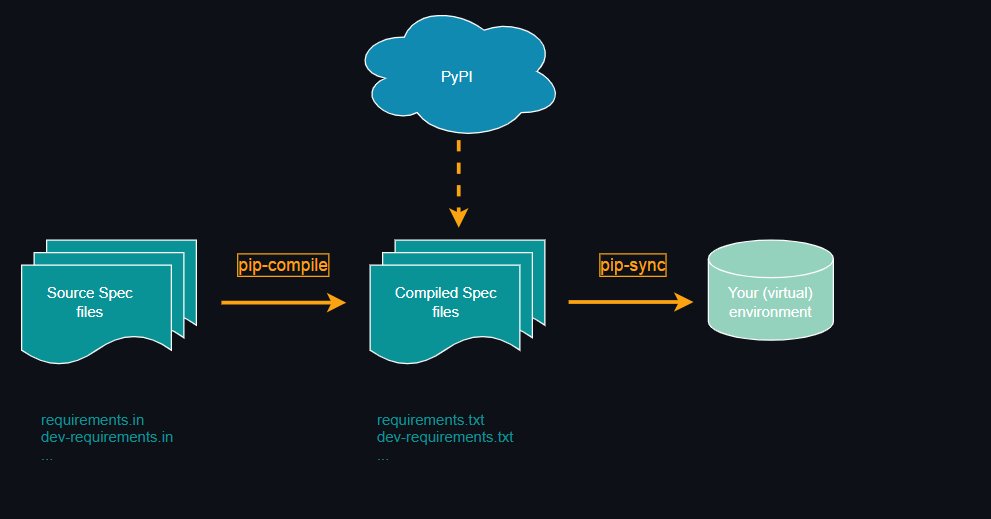 PyPI
pip-compile
pip-sync
Source Spec
files
Compiled Spec
files
Your (virtual)
environment
requirements.in
dev-requirements.in
...
requirements.txt
dev-requirements.txt
...